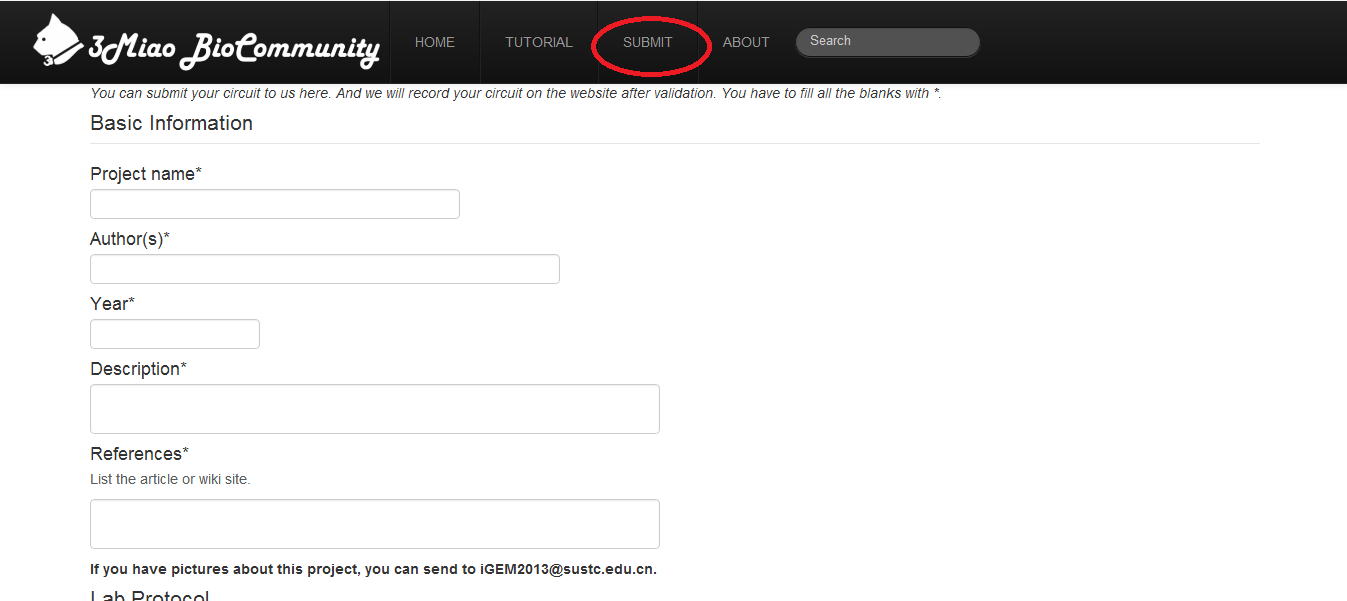 3Miao BioCommunity HOME TUTORIAL SUBMIT ABOUT Search
You can submit your circuit to us here. And we will record your circuit on the website after validation. You have to fill all the blanks with *.
Basic Information
Project name*
Author(s)*
Year*
Description*
References*
List the article or wiki site.
If you have pictures about this project, you can send to iGEM2013@sustc.edu.cn.
Lab Protocol